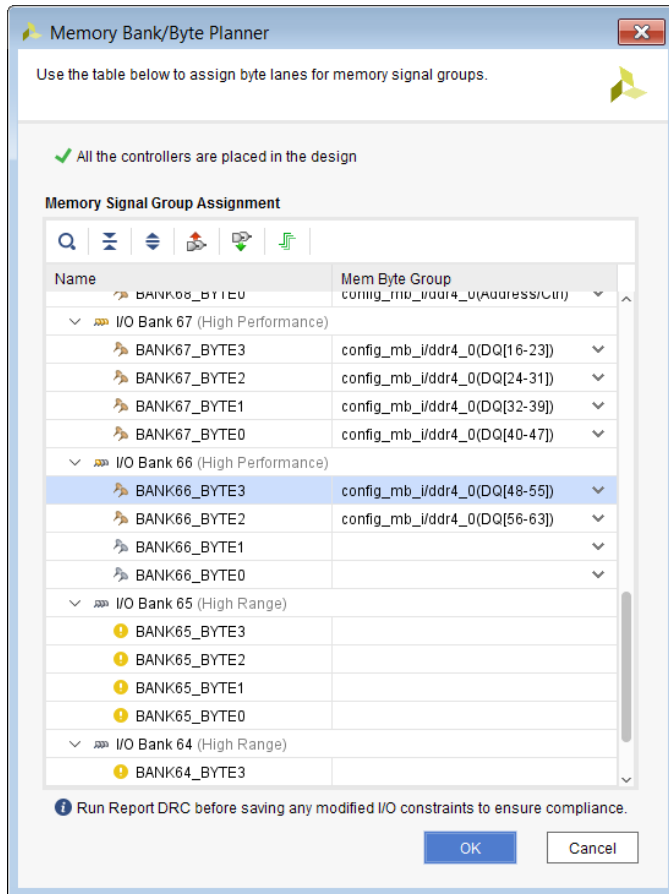 Memory Bank/Byte Planner
Use the table below to assign byte lanes for memory signal groups.
All the controllers are placed in the design
Memory Signal Group Assignment
Name Mem Byte Group
BANK68_BYTE0 config_mb_i/ddr4_0(Address/Ctrl)
I/O Bank 67 (High Performance)
BANK67_BYTE3 config_mb_i/ddr4_0(DQ[16-23])
BANK67_BYTE2 config_mb_i/ddr4_0(DQ[24-31])
BANK67_BYTE1 config_mb_i/ddr4_0(DQ[32-39])
BANK67_BYTE0 config_mb_i/ddr4_0(DQ[40-47])
I/O Bank 66 (High Performance)
BANK66_BYTE3 config_mb_i/ddr4_0(DQ[48-55])
BANK66_BYTE2 config_mb_i/ddr4_0(DQ[56-63])
BANK66_BYTE1
BANK66_BYTE0
I/O Bank 65 (High Range)
BANK65_BYTE3
BANK65_BYTE2
BANK65_BYTE1
BANK65_BYTE0
I/O Bank 64 (High Range)
BANK64_BYTE3
Run Report DRC before saving any modified I/O constraints to ensure compliance.
OK Cancel